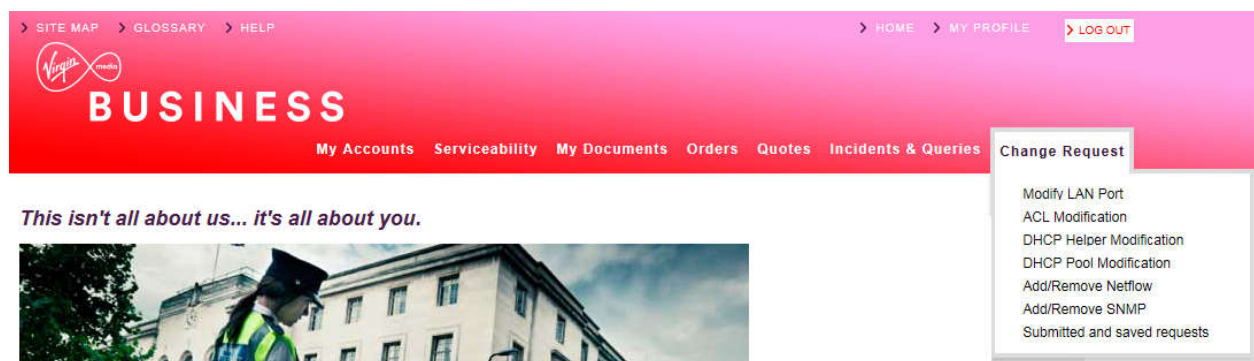 SITE MAP GLOSSARY HELP HOME MY PROFILE LOG OUT
Virgin media
BUSINESS
My Accounts Serviceability My Documents Orders Quotes Incidents & Queries Change Request
Modify LAN Port
ACL Modification
DHCP Helper Modification
DHCP Pool Modification
Add/Remove Netflow
Add/Remove SNMP
Submitted and saved requests
This isn't all about us... it's all about you.